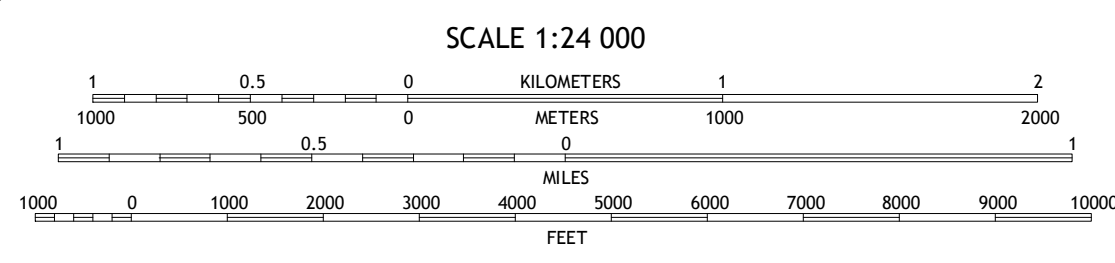 SCALE 1:24 000
1 0.5 0 KILOMETERS 1 2
1000 500 0 METERS 1000 2000
1 0.5 0 1
MILES
1000 0 1000 2000 3000 4000 5000 6000 7000 8000 9000 10000
FEET